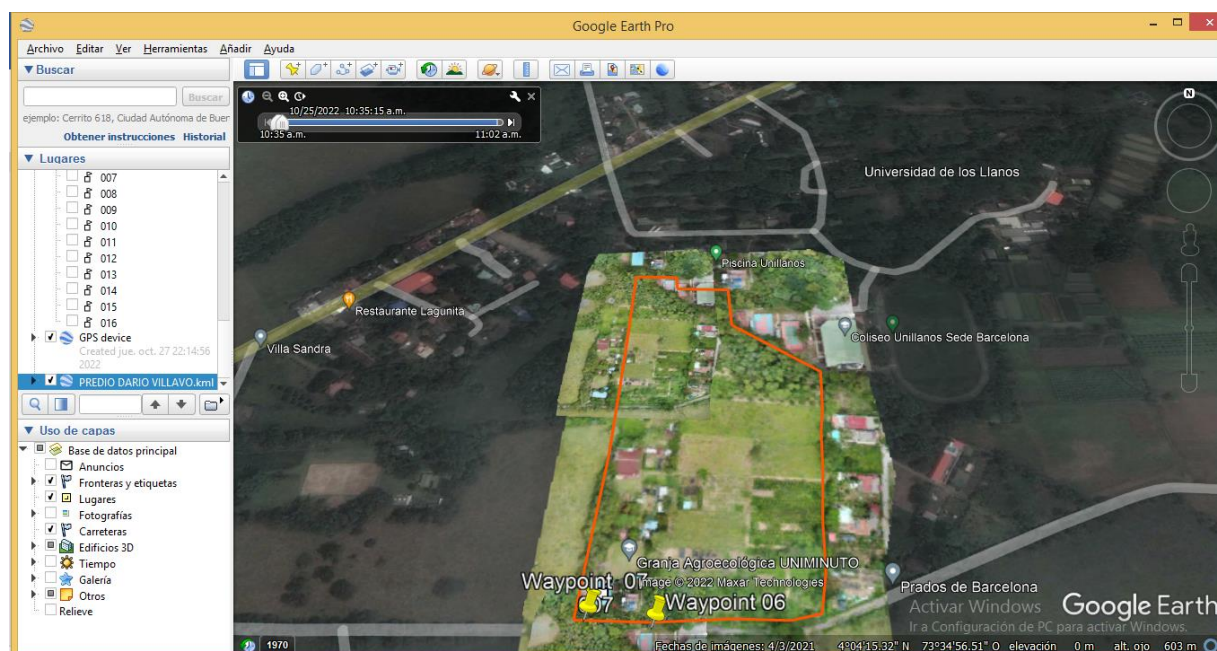 Google Earth Pro
Archivo Editar Ver Herramientas Añadir Ayuda
Buscar
Buscar
ejemplo: Cerrito 618, Ciudad Autónoma de Buer
Obtener instrucciones Historial
Lugares
007
008
009
010
011
012
013
014
015
016
GPS device
Created jue. oct. 27 22:14:56
2022
PREDIO DARIO VILLAVO.kml
Uso de capas
Base de datos principal
Anuncios
Fronteras y etiquetas
Lugares
Fotografías
Carreteras
Edificios 3D
Tiempo
Galería
Otros
Relieve
10/25/2022 10:35:15 a.m.
10:35 a.m. 11:02 a.m.
N
Universidad de los Llanos
Piscina Unillanos
Restaurante Lagunita
Villa Sandra
Coliseo Unillanos Sede Barcelona
Granja Agroecológica UNIMINUTO
Image © 2022 Maxar Technologies
Waypoint 07
007
Waypoint 06
Prados de Barcelona
Google Earth
Activar Windows
Ir a Configuración de PC para activar Windows.
1970
Fechas de imágenes: 4/3/2021 4°04'15.32" N 73°34'56.51" O elevación 0 m alt. ojo 603 m